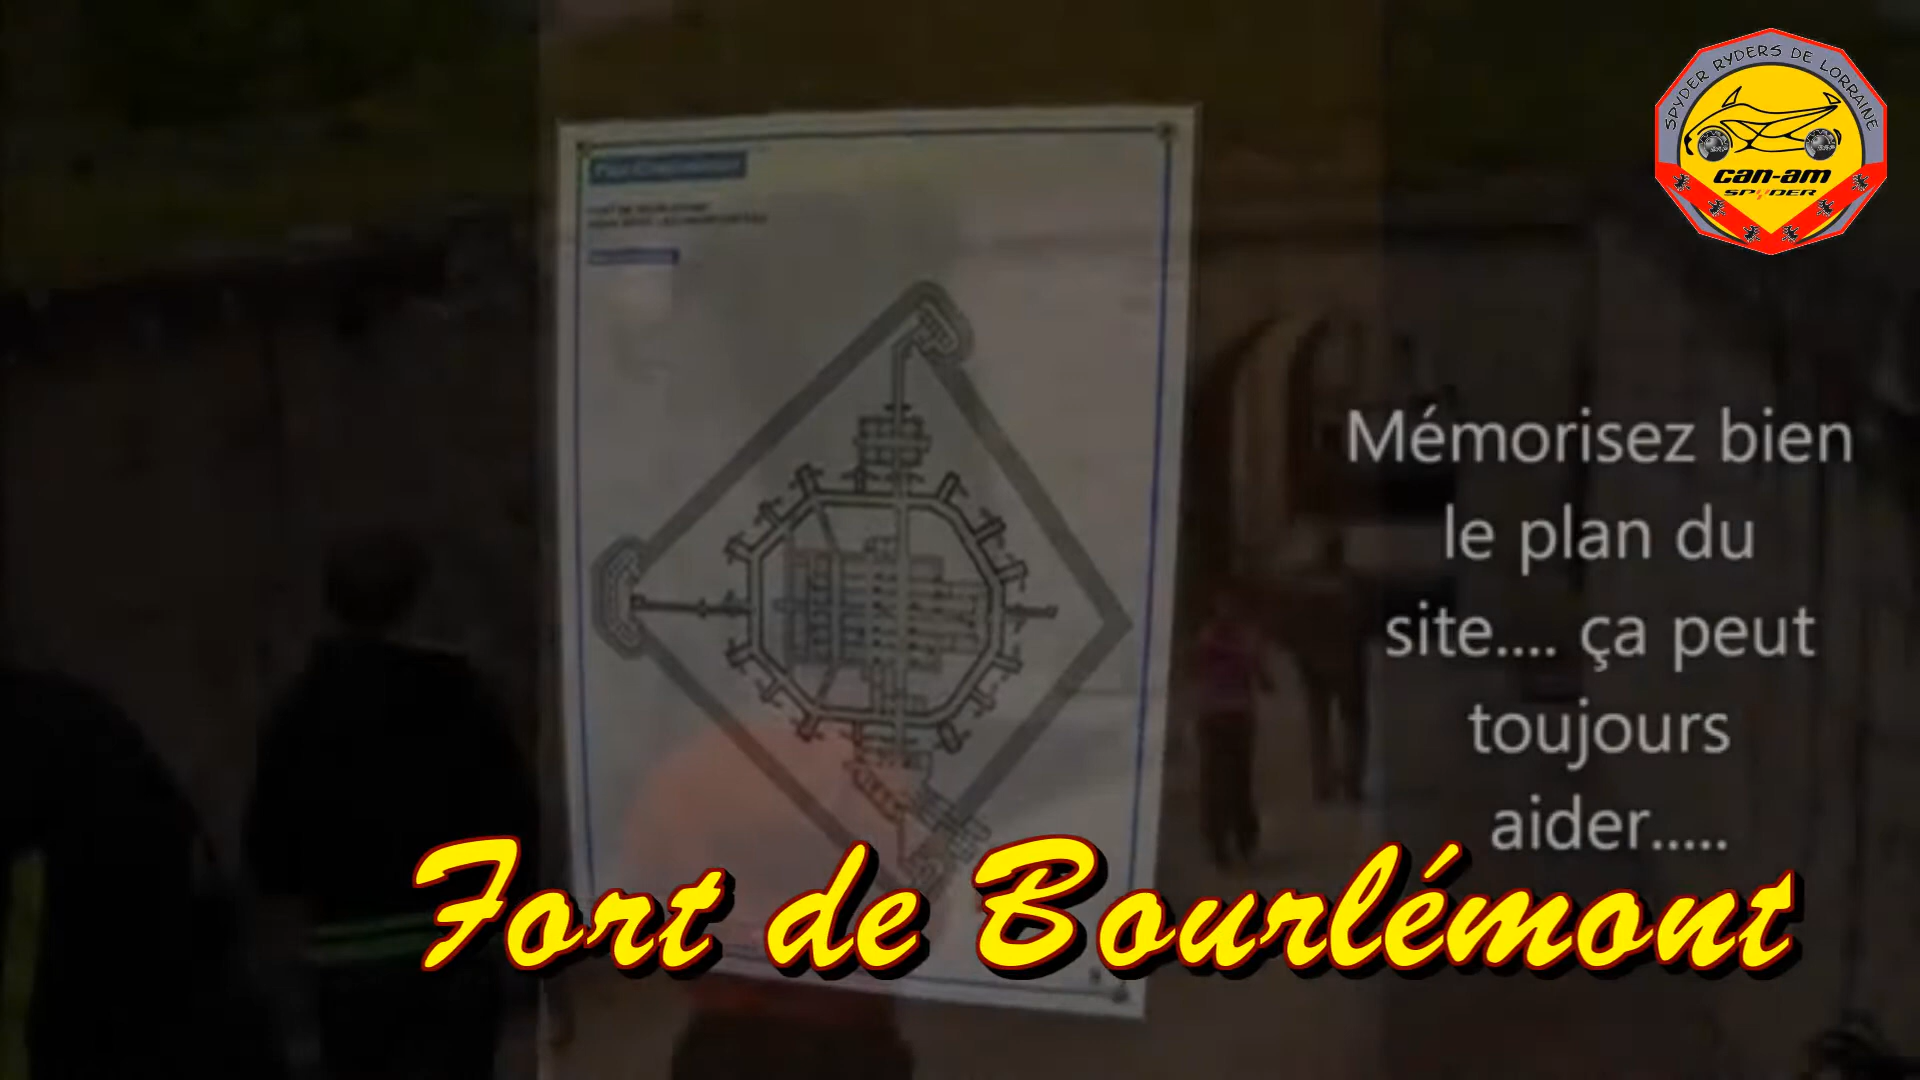 SPYDER RYDERS DE LORRAINE
can-am
SPYDER
Mémorisez bien
le plan du
site.... ça peut
toujours
aider.....
Fort de Bourlémont